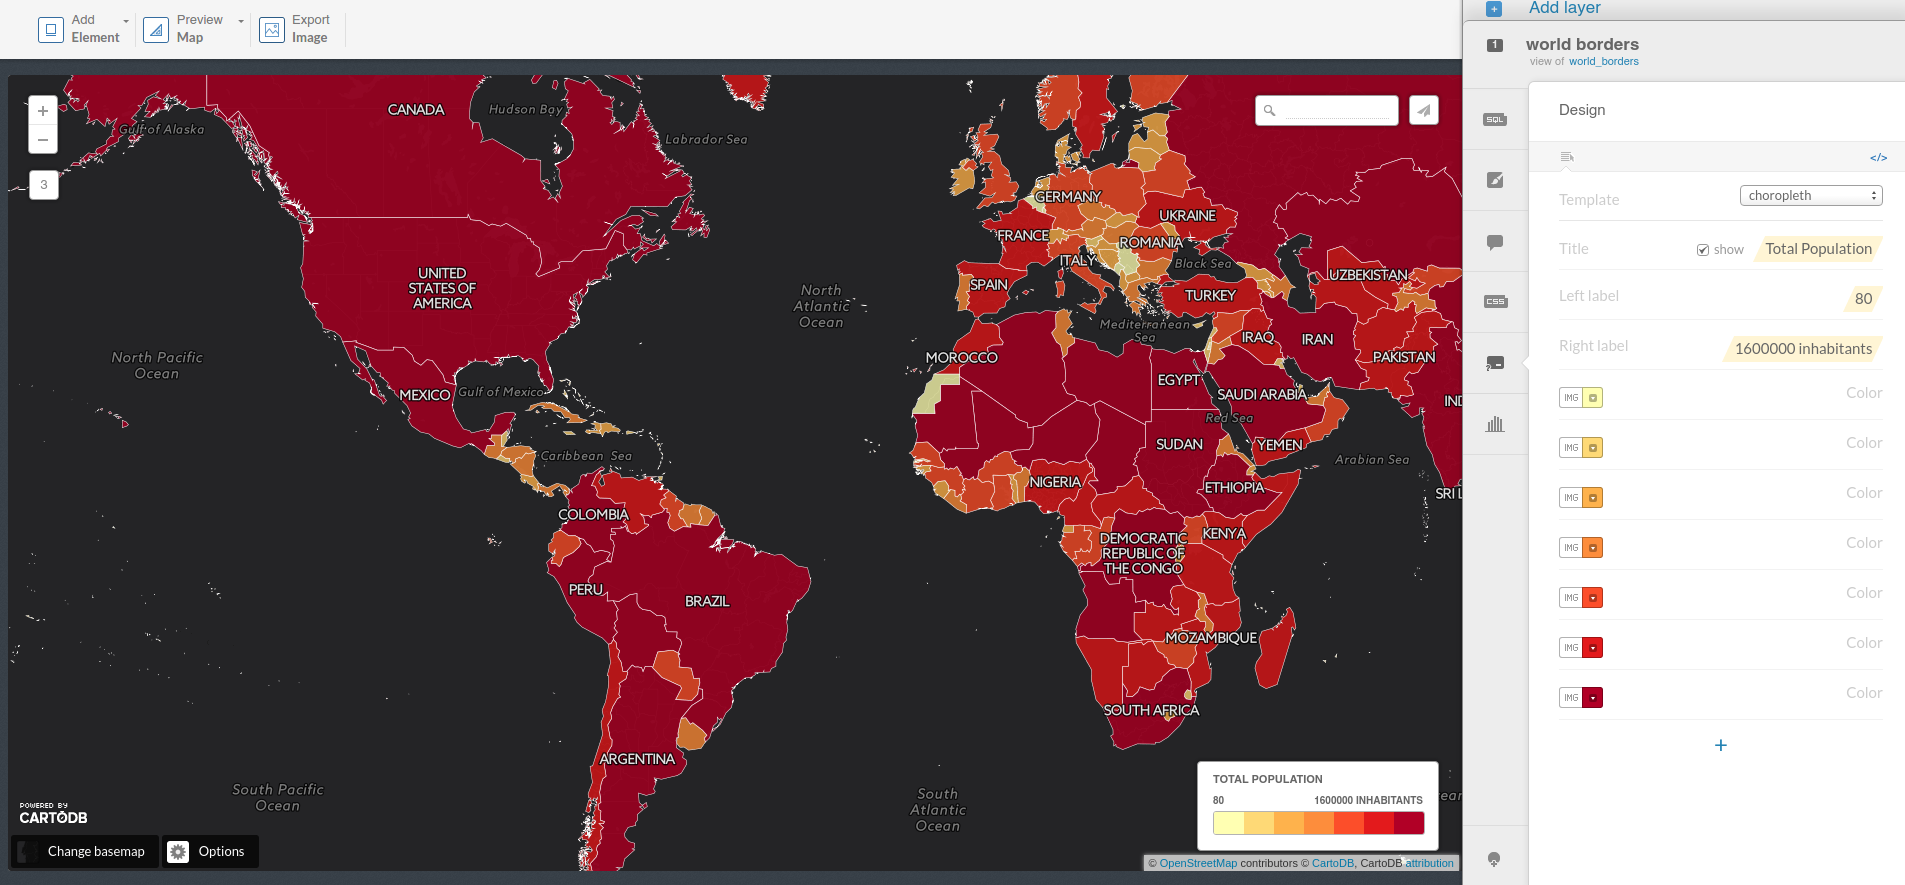 Add
Element
Preview
Map
Export
Image
Add layer
1
world borders
view of world_borders
Design
SQL
</>
Template
choropleth
Title
show
Total Population
Left label
80
CSS
Right label
1600000 inhabitants
IMG
Color
IMG
Color
IMG
Color
IMG
Color
IMG
Color
IMG
Color
IMG
Color
+
+
−
3
CANADA
Hudson Bay
Gulf of Alaska
Labrador Sea
GERMANY
UKRAINE
FRANCE
ROMANIA
ITALY
Black Sea
UNITED
STATES OF
AMERICA
SPAIN
UZBEKISTAN
TURKEY
North
Atlantic
Ocean
Mediterranean
Sea
IRAQ
IRAN
North Pacific
Ocean
MOROCCO
PAKISTAN
MEXICO
Gulf of Mexico
EGYPT
SAUDI ARABIA
IND
Red Sea
SUDAN
YEMEN
Caribbean Sea
Arabian Sea
NIGERIA
ETHIOPIA
SRI L
COLOMBIA
KENYA
DEMOCRATIC
REPUBLIC OF
THE CONGO
PERU
BRAZIL
MOZAMBIQUE
SOUTH AFRICA
ARGENTINA
South Pacific
Ocean
South
Atlantic
Ocean
ean
TOTAL POPULATION
80
1600000 INHABITANTS
POWERED BY
CARTODB
Change basemap
Options
© OpenStreetMap contributors © CartoDB, CartoDB attribution